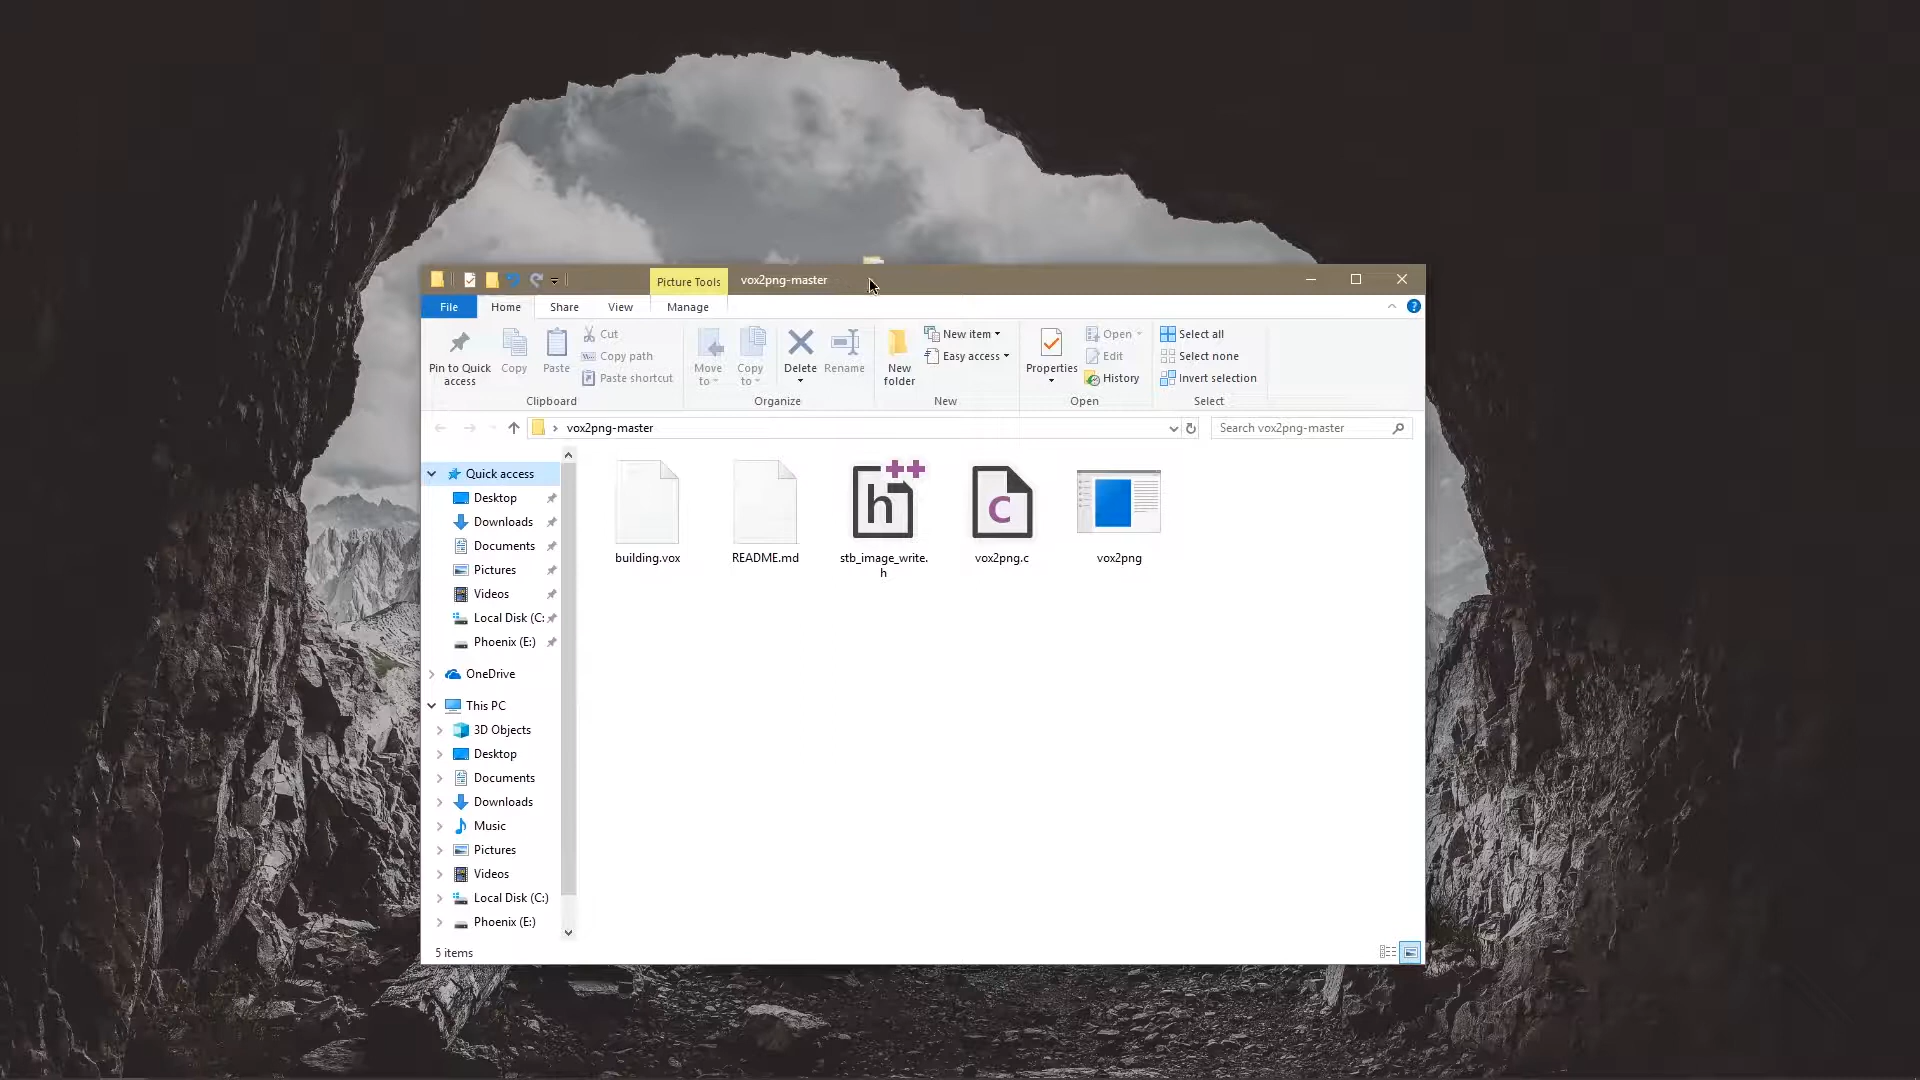 Picture Tools
vox2png-master
File
Home
Share
View
Manage
Pin to Quick
access
Copy
Paste
Cut
Copy path
Paste shortcut
Clipboard
Move
to
Copy
to
Delete
Rename
Organize
New
folder
New item
Easy access
New
Properties
Open
Edit
History
Open
Select all
Select none
Invert selection
Select
vox2png-master
Search vox2png-master
Quick access
Desktop
Downloads
Documents
Pictures
Videos
Local Disk (C:
Phoenix (E:)
OneDrive
This PC
3D Objects
Desktop
Documents
Downloads
Music
Pictures
Videos
Local Disk (C:)
Phoenix (E:)
h++
c
building.vox
README.md
stb_image_write.
h
vox2png.c
vox2png
5 items